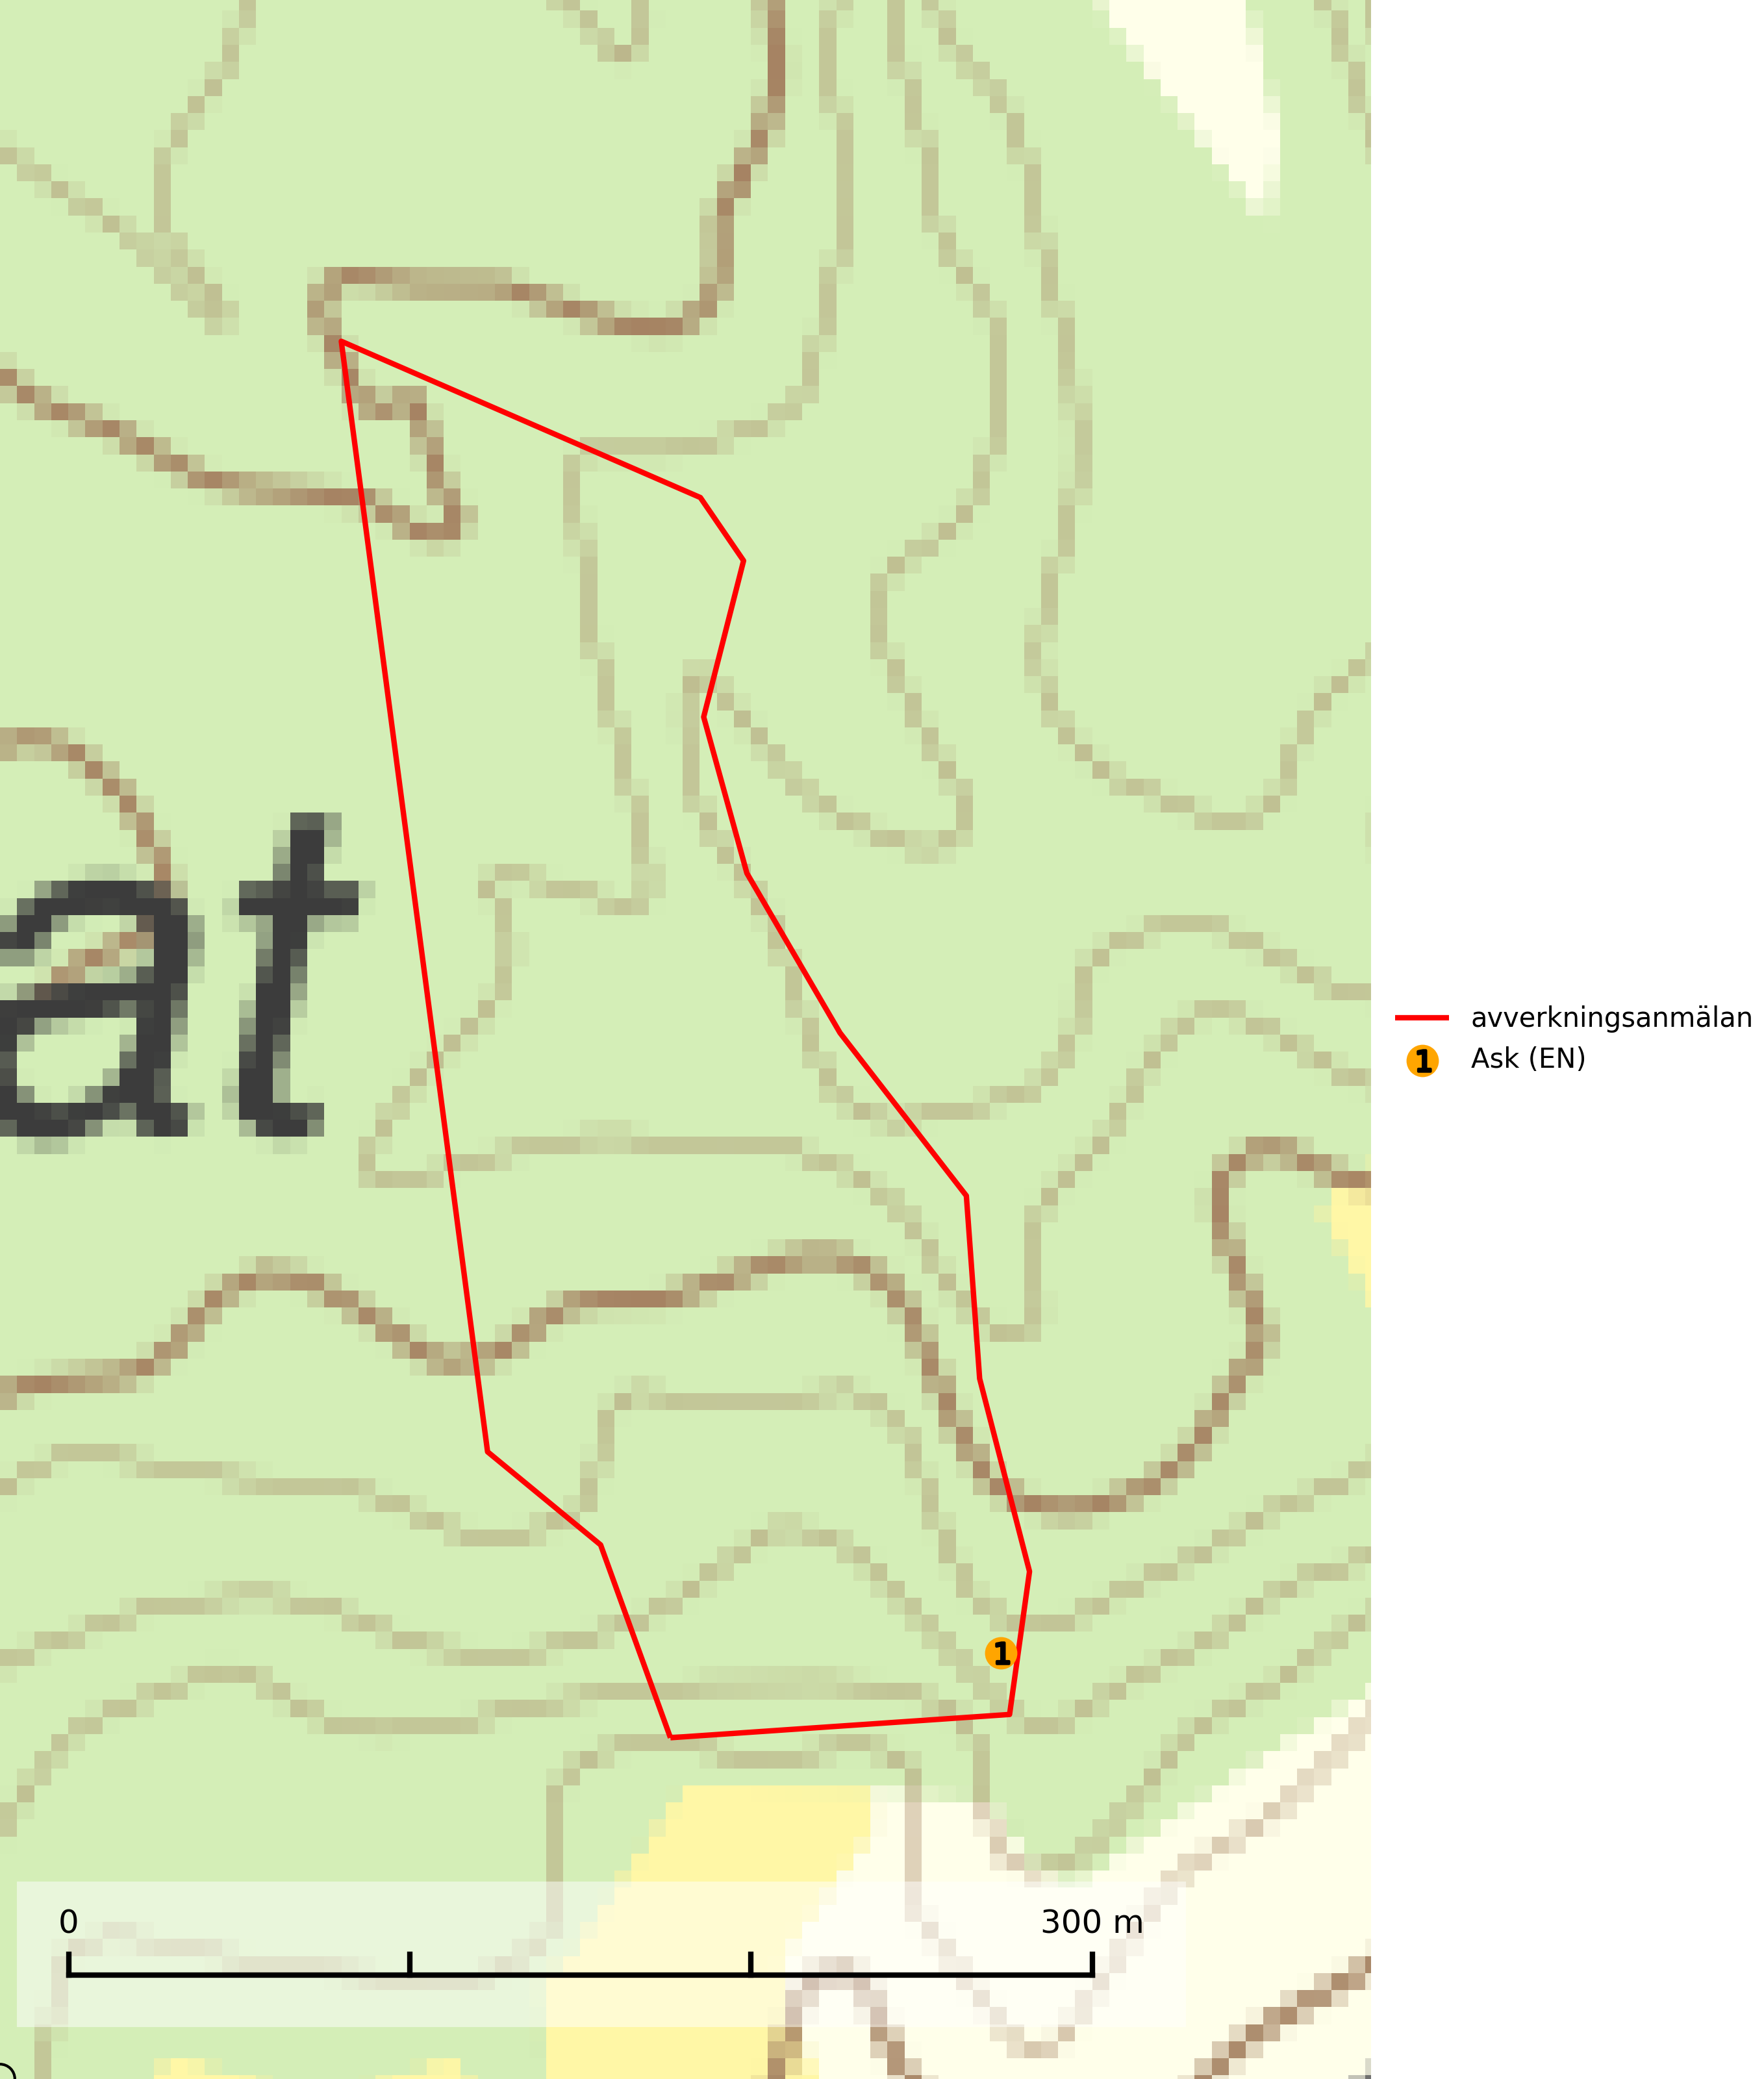 at
avverkningsanmälan
1 Ask (EN)
1
0 300 m